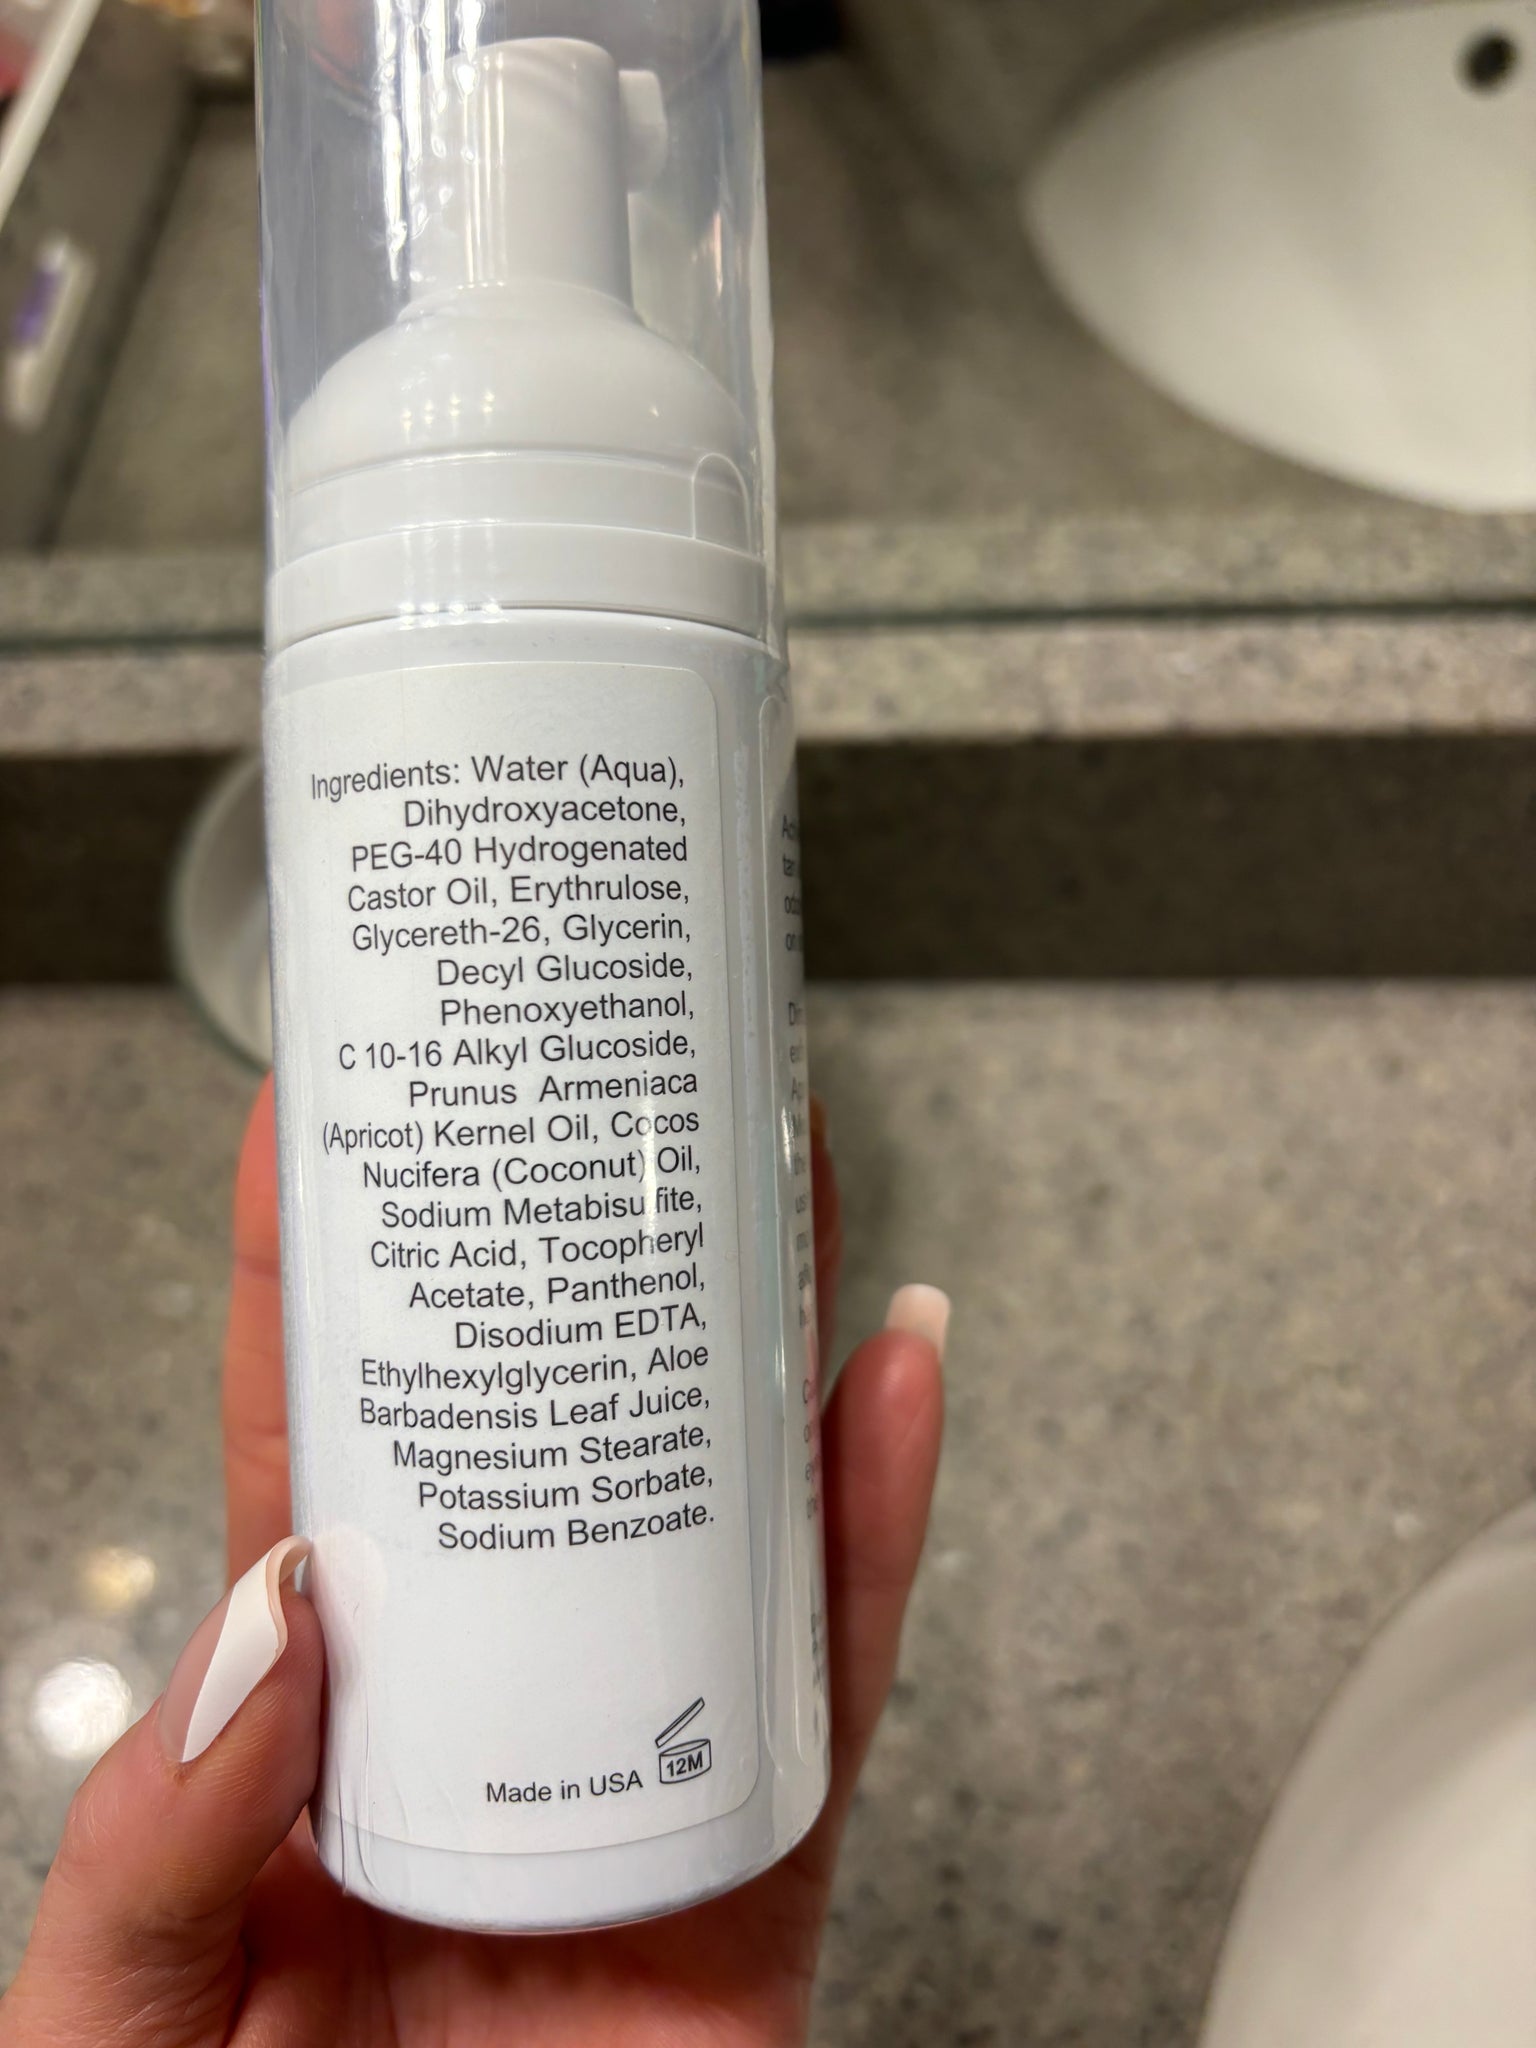 Ingredients: Water (Aqua),
Dihydroxyacetone,
PEG-40 Hydrogenated
Castor Oil, Erythrulose,
Glycereth-26, Glycerin,
Decyl Glucoside,
Phenoxyethanol,
C 10-16 Alkyl Glucoside,
Prunus Armeniaca
(Apricot) Kernel Oil, Cocos
Nucifera (Coconut) Oil,
Sodium Metabisulfite,
Citric Acid, Tocopheryl
Acetate, Panthenol,
Disodium EDTA,
Ethylhexylglycerin, Aloe
Barbadensis Leaf Juice,
Magnesium Stearate,
Potassium Sorbate,
Sodium Benzoate.
Made in USA 12M